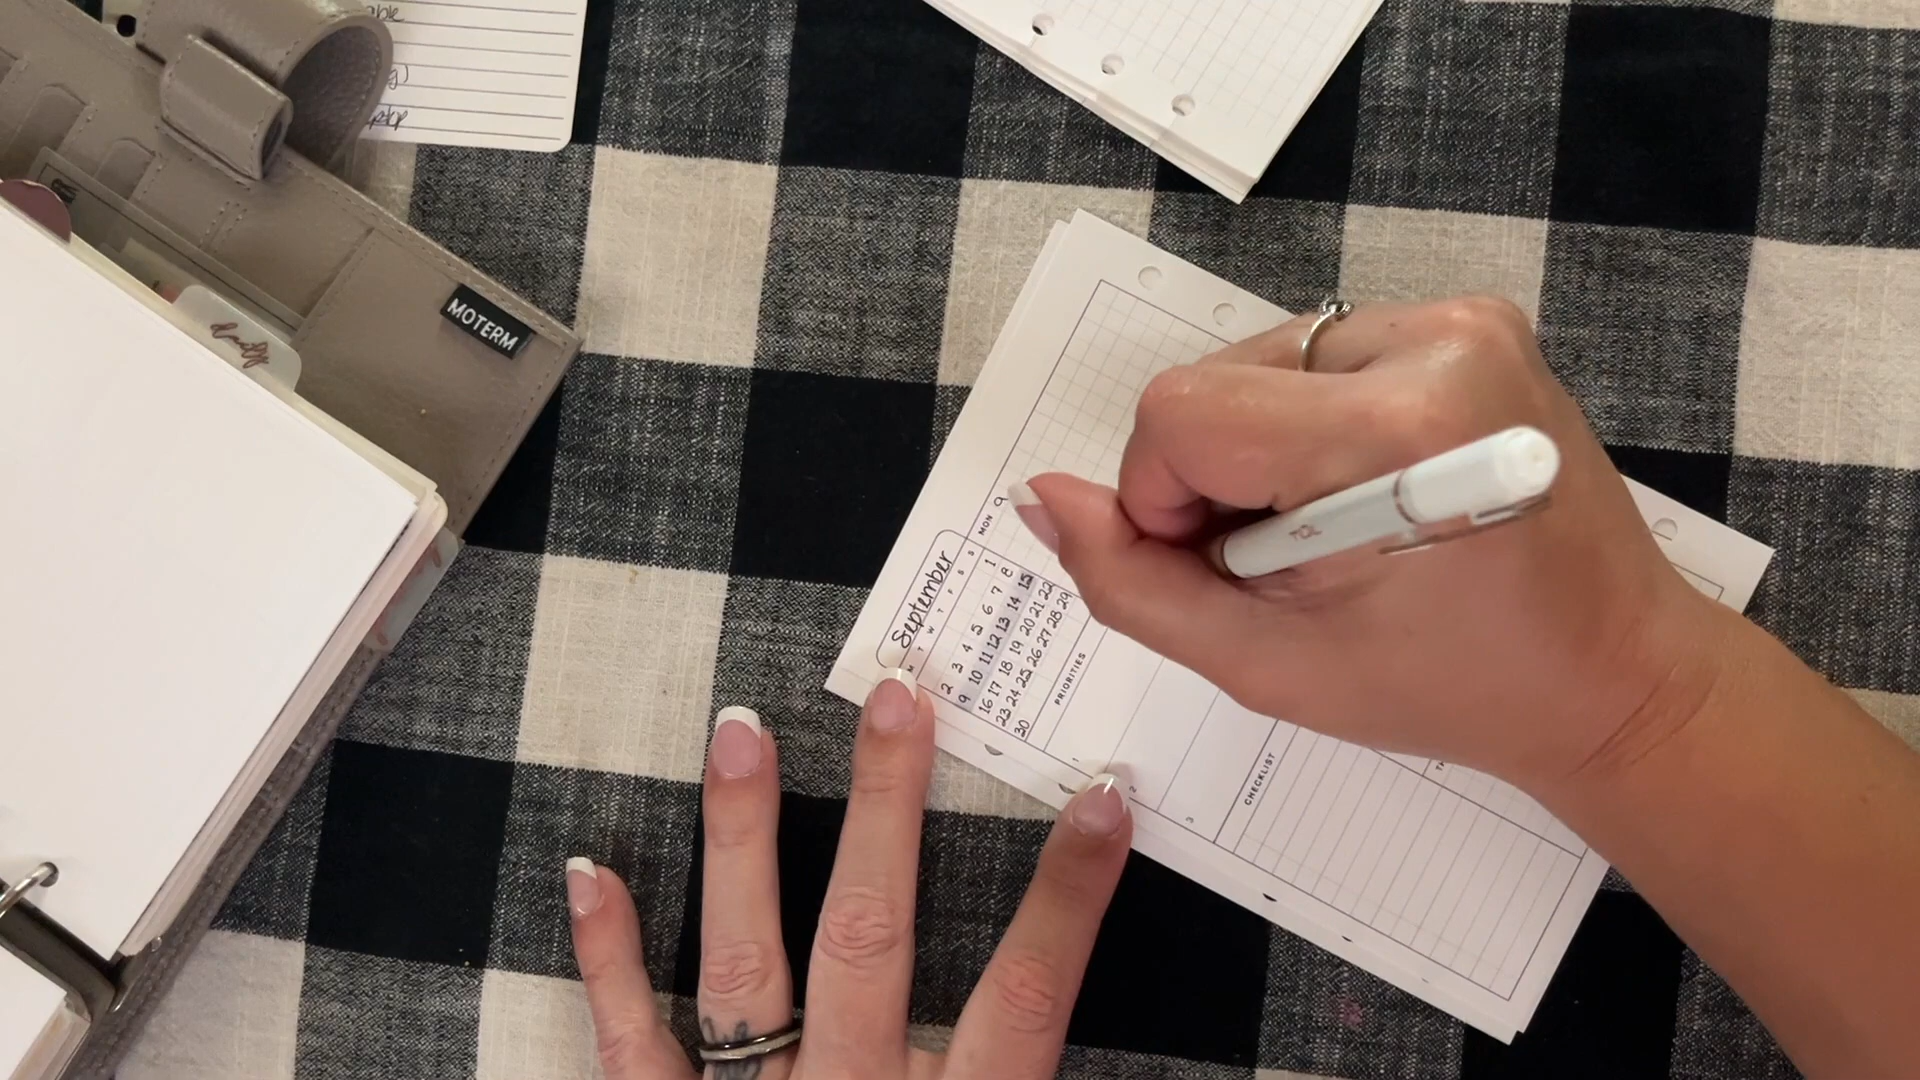 MOTERM
daily
September
M T W T F S S
1
2 3 4 5 6 7 8
9 10 11 12 13 14 15
16 17 18 19 20 21 22
23 24 25 26 27 28 29
30
MON 9
PRIORITIES
1
2
3
CHECKLIST